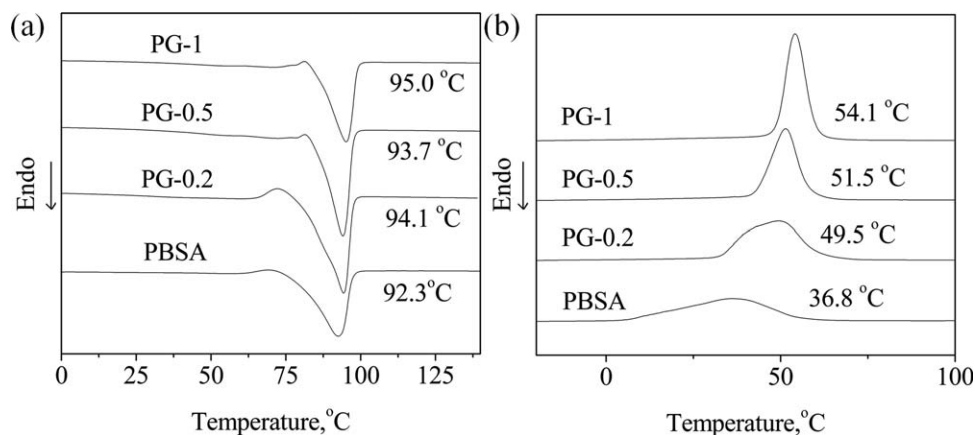 (a)
PG-1
95.0 °C
PG-0.5
93.7 °C
PG-0.2
94.1 °C
PBSA
92.3°C
Endo
0 25 50 75 100 125
Temperature,°C
(b)
PG-1
54.1 °C
PG-0.5
51.5 °C
PG-0.2
49.5 °C
PBSA
36.8 °C
Endo
0 50 100
Temperature,°C